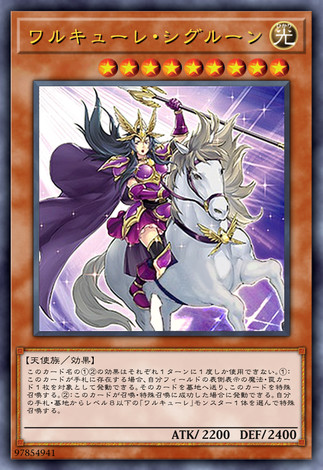 ワルキューレ・シグルーン
光
【天使族／効果】
このカード名の①②の効果はそれぞれ１ターンに１度しか使用できない。①：
このカードが手札に存在する場合、自分フィールドの表側表示の魔法・罠カー
ド１枚を対象として発動できる。そのカードを墓地へ送り、このカードを特殊
召喚する。②：このカードが召喚・特殊召喚に成功した場合に発動できる。自
分の手札・墓地からレベル８以下の「ワルキューレ」モンスター１体を選んで特殊
召喚する。
ATK/ 2200 DEF/2400
97854941